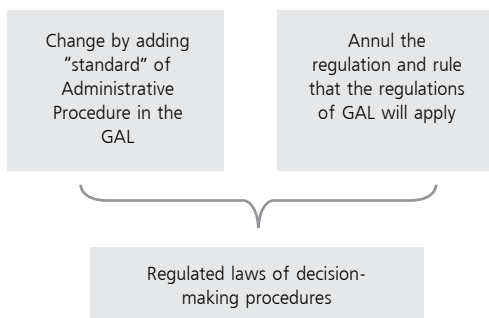 Change by adding
“standard” of
Administrative
Procedure in the
GAL
Annul the
regulation and rule
that the regulations
of GAL will apply
Regulated laws of decision-
making procedures